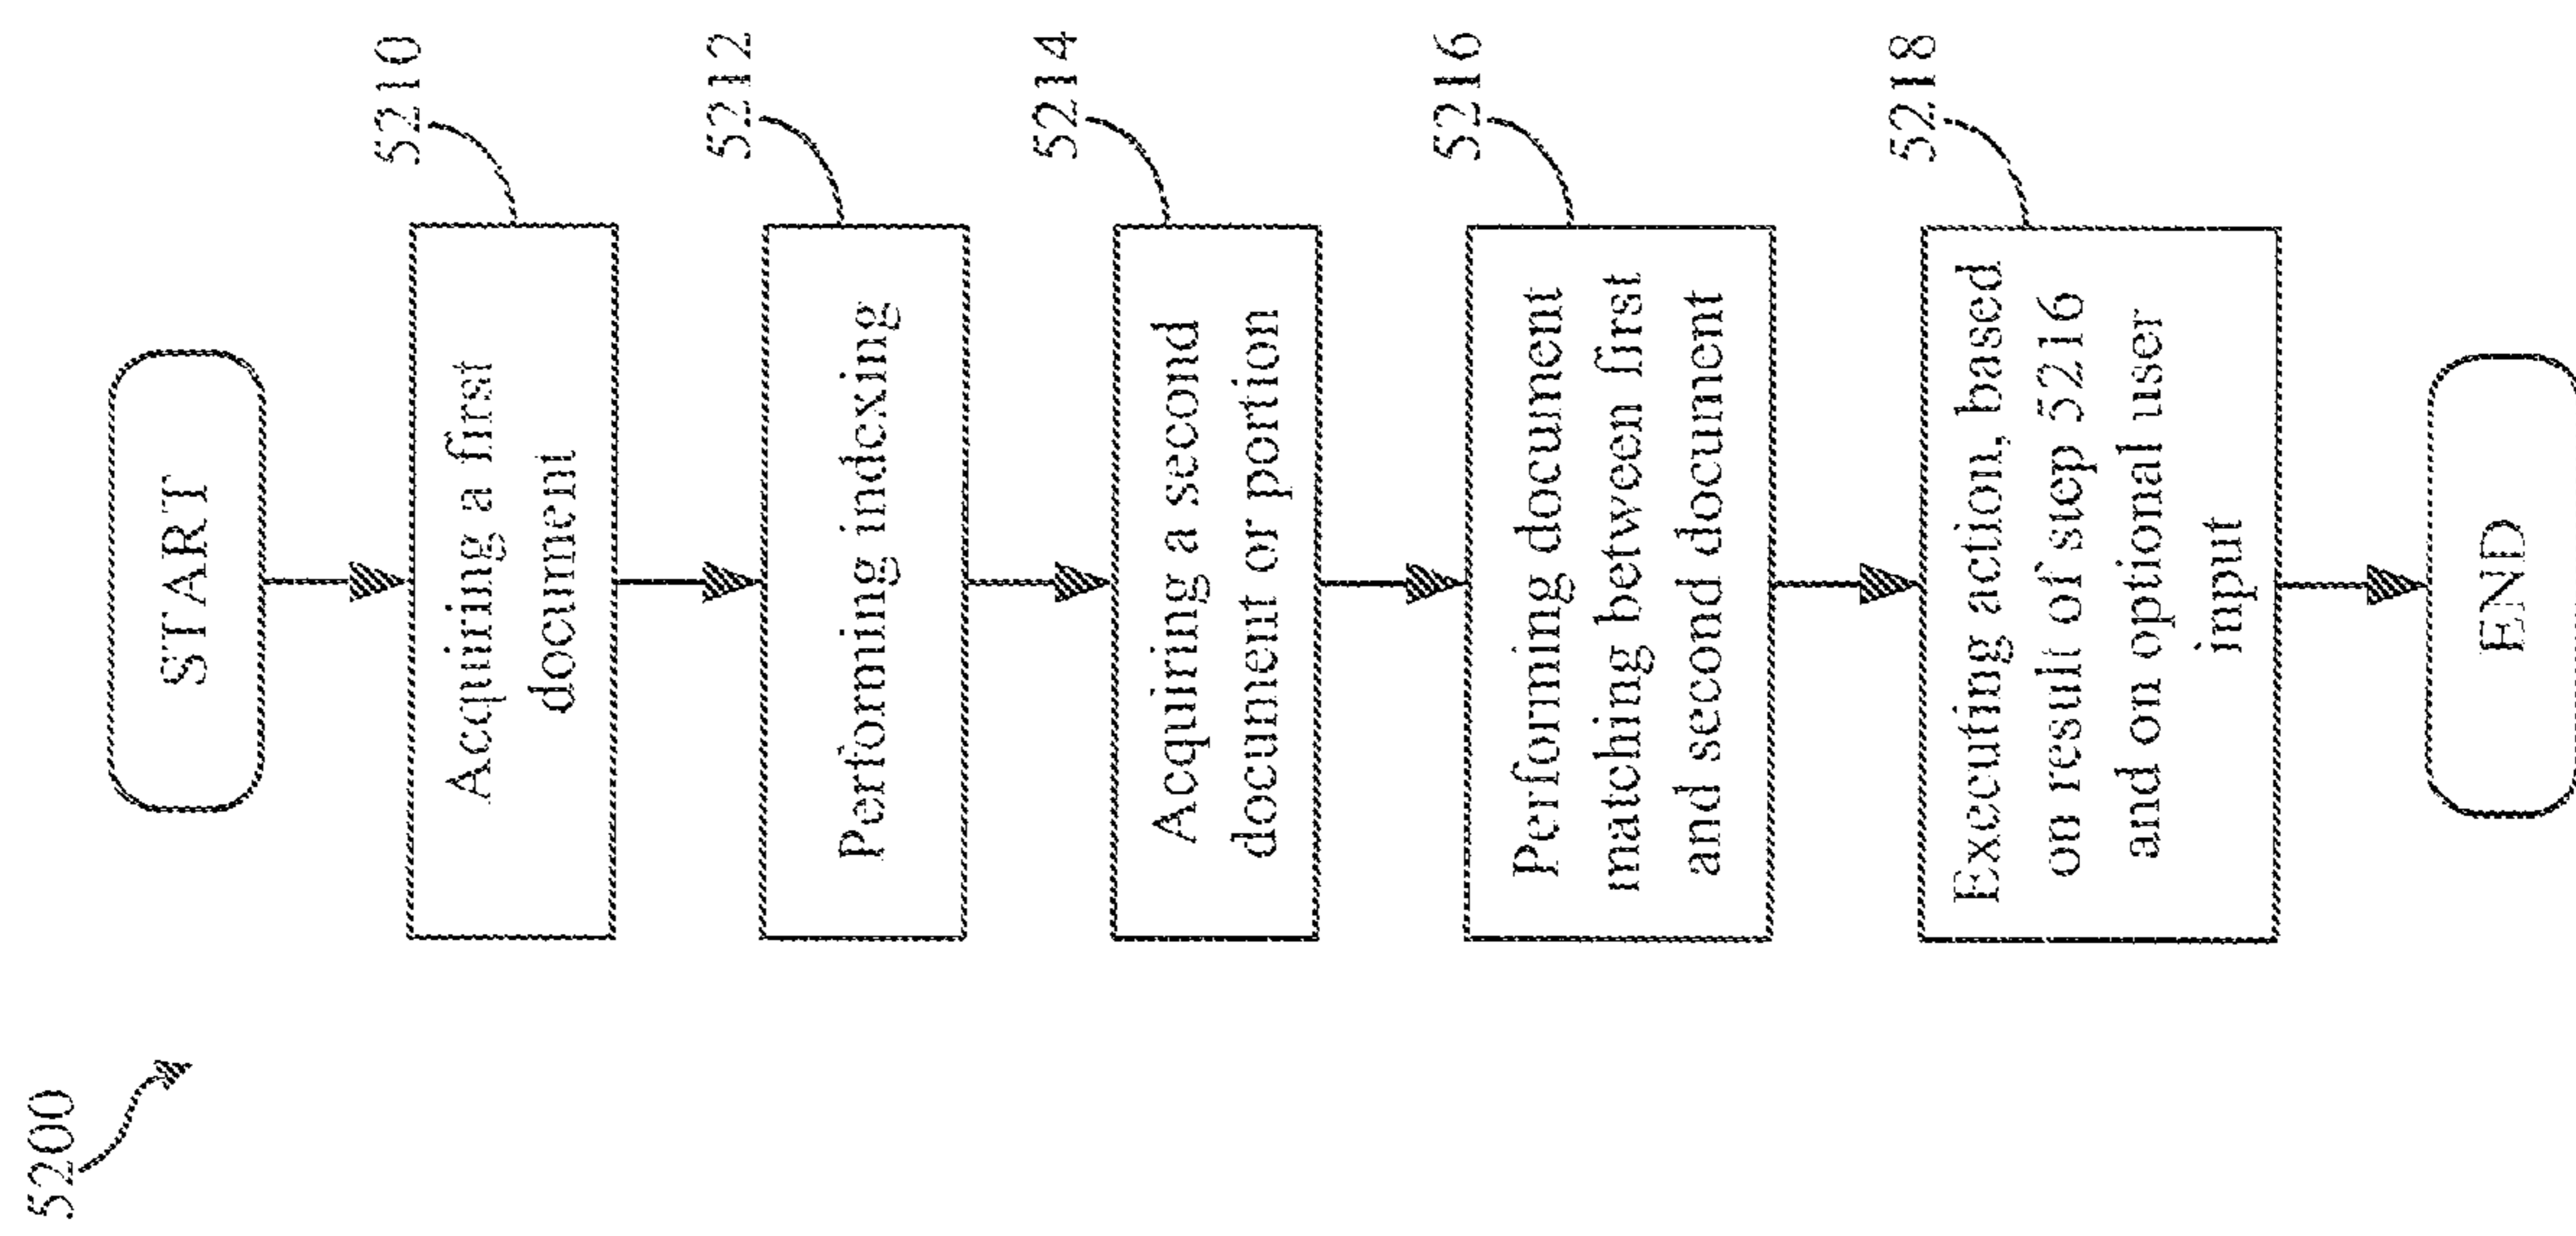 5200
START
5210
Acquiring a first
document
5212
Performing indexing
5214
Acquiring a second
document or portion
5216
Performing document
matching between first
and second document
5218
Executing action, based
on result of step 5216
and on optional user
input
END